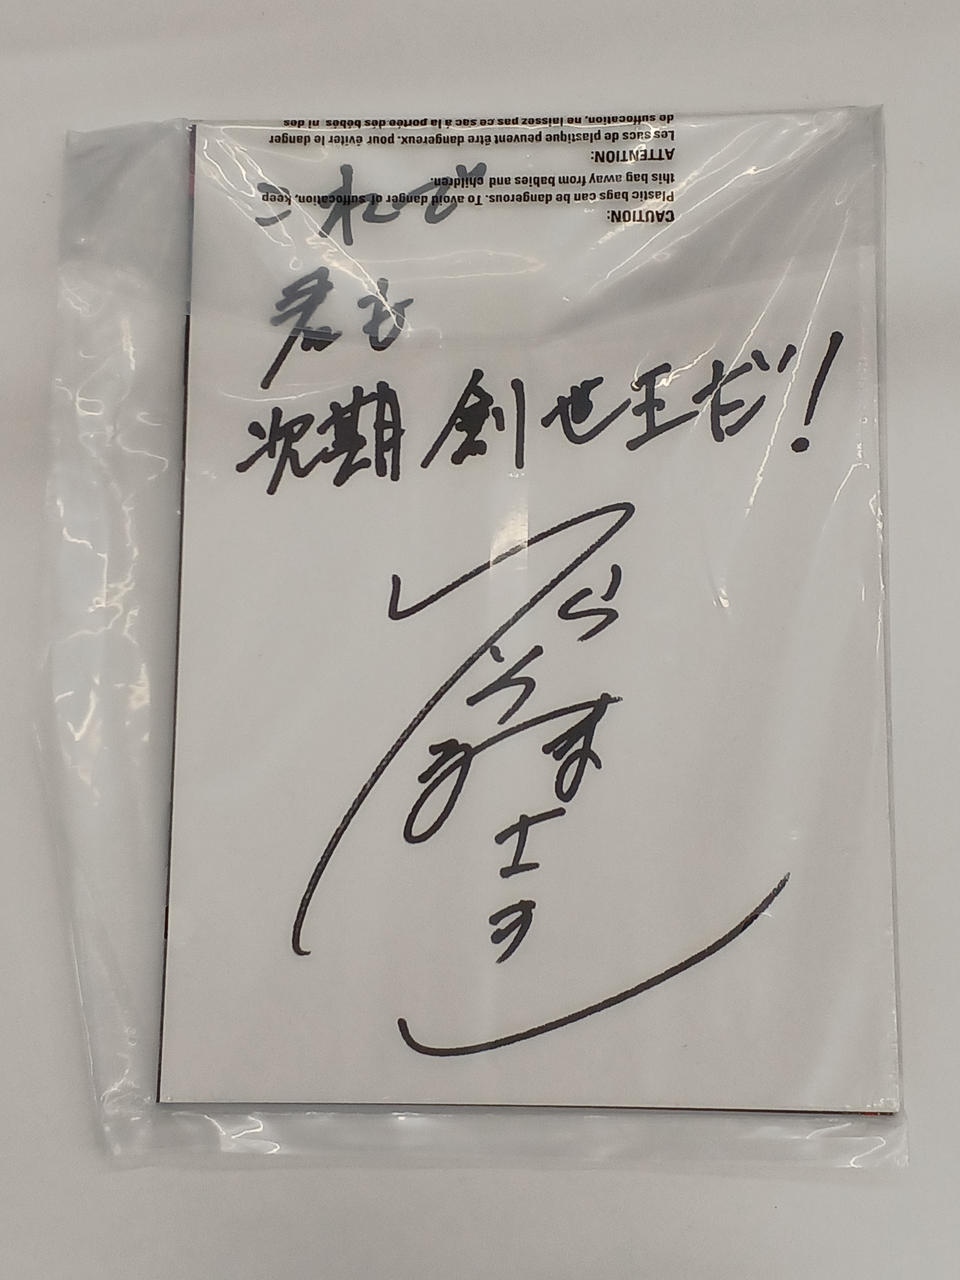 これで
君も
次期創世王だ!
CAUTION:
Plastic bags can be dangerous. To avoid danger of suffocation, keep
this bag away from babies and children.
ATTENTION:
Les sacs de plastique peuvent être dangereux. pour éviter le danger
de suffocation, ne laissez pas ce sac à la portée dés bébés ni des